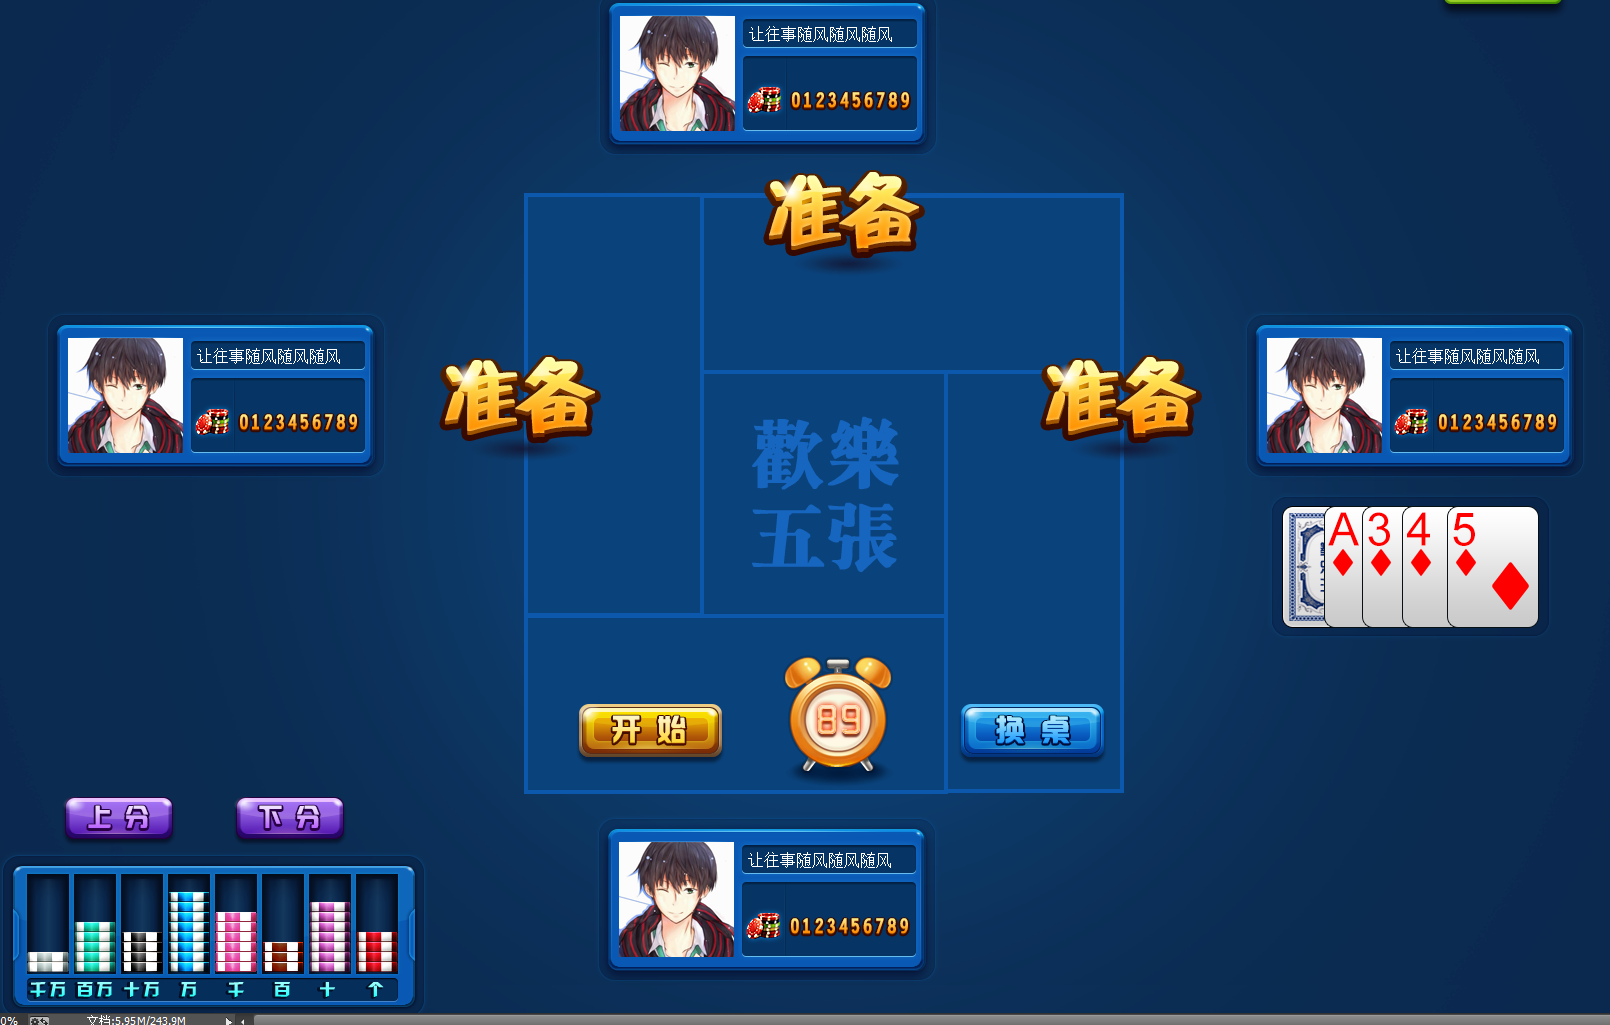 让往事随风随风随风
0123456789
准备
让往事随风随风随风
0123456789
准备
准备
让往事随风随风随风
0123456789
歡樂
五張
A 3 4 5
开始
89
换桌
上分
下分
让往事随风随风随风
0123456789
千万 百万 十万 万 千 百 十 个
0%
文档:5.95M/243.9M